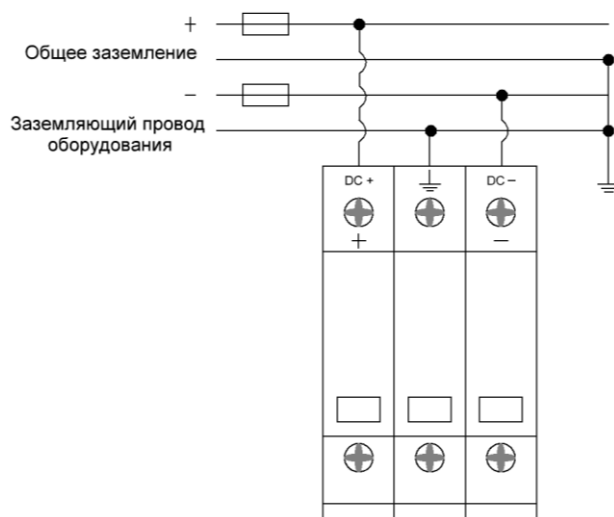 +
Общее заземление
−
Заземляющий провод
оборудования
DC +
DC −
+
−